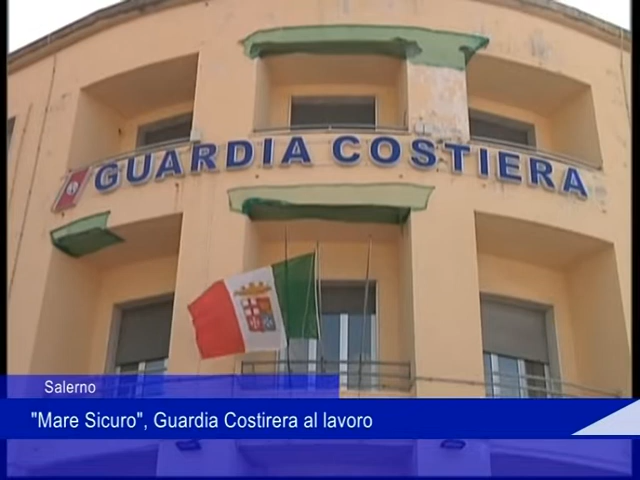 GUARDIA COSTIERA
Salerno
"Mare Sicuro", Guardia Costirera al lavoro